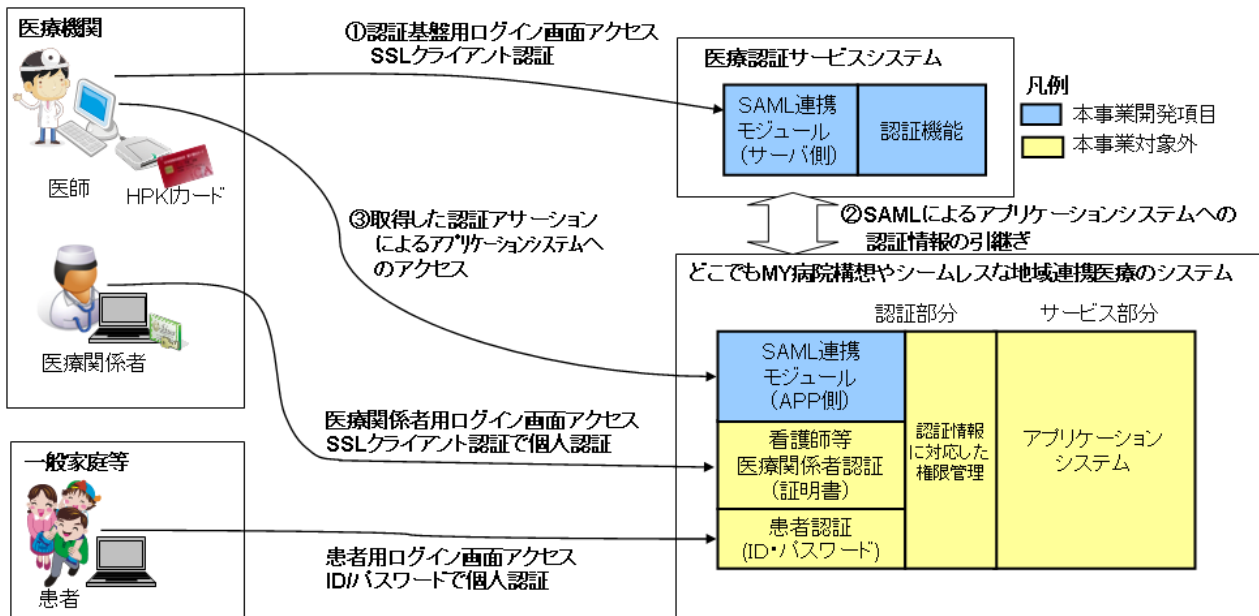 医療機関
医師
HPKIカード
医療関係者
一般家庭等
患者
①認証基盤用ログイン画面アクセス
SSLクライアント認証
③取得した認証アサーション
によるアプリケーションシステムへ
のアクセス
医療関係者用ログイン画面アクセス
SSLクライアント認証で個人認証
患者用ログイン画面アクセス
ID/パスワードで個人認証
医療認証サービスシステム
SAML連携
モジュール
(サーバ側)
認証機能
凡例
本事業開発項目
本事業対象外
②SAMLによるアプリケーションシステムへの
認証情報の引継ぎ
どこでもMY病院構想やシームレスな地域連携医療のシステム
認証部分
サービス部分
SAML連携
モジュール
(APP側)
看護師等
医療関係者認証
(証明書)
患者認証
(ID・パスワード)
認証情報
に対応した
権限管理
アプリケーション
システム